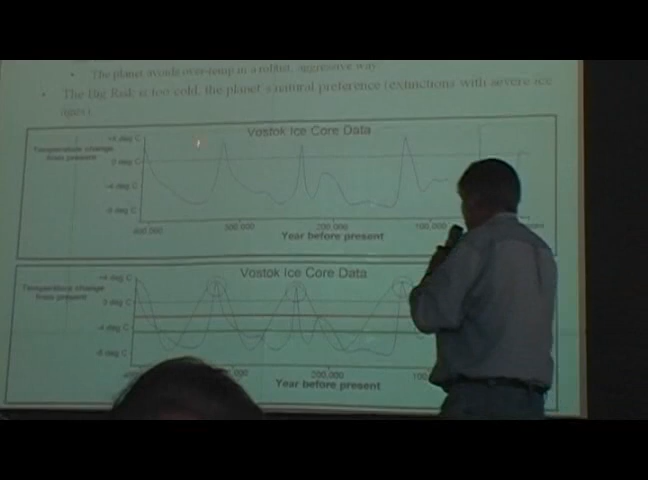 The planet avoids over-temp in a robust, aggressive way
The Big Risk is too cold, the planet's natural preference (extinctions with severe ice
ages)
Vostok Ice Core Data
Temperature change
from present
+4 deg C
0 deg C
-4 deg C
-8 deg C
400,000
300,000
200,000
100,000
Year before present
Vostok Ice Core Data
Temperature change
from present
+4 deg C
0 deg C
-4 deg C
-8 deg C
200,000
Year before present